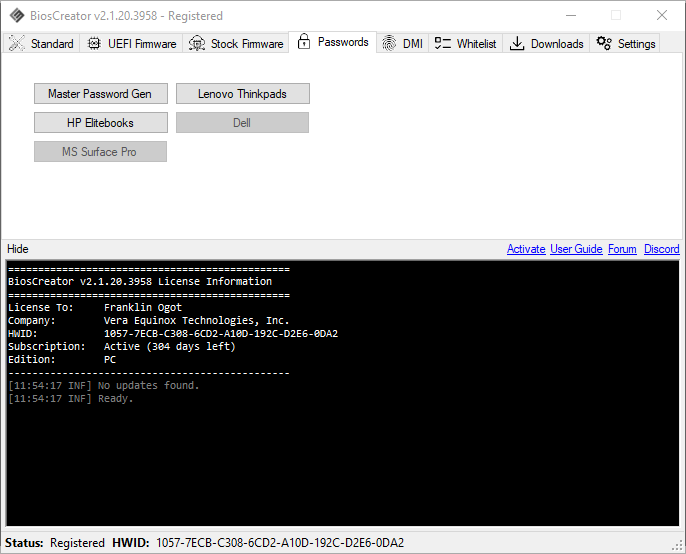 BiosCreator v2.1.20.3958 - Registered
Standard UEFI Firmware Stock Firmware Passwords DMI Whitelist Downloads Settings
Master Password Gen Lenovo Thinkpads
HP Elitebooks Dell
MS Surface Pro
Hide Activate User Guide Forum Discord
===============================================
BiosCreator v2.1.20.3958 License Information
===============================================
License To: Franklin Ogot
Company: Vera Equinox Technologies, Inc.
HWID: 1057-7ECB-C308-6CD2-A10D-192C-D2E6-0DA2
Subscription: Active (304 days left)
Edition: PC
-----------------------------------------------
[11:54:17 INF] No updates found.
[11:54:17 INF] Ready.
Status: Registered HWID: 1057-7ECB-C308-6CD2-A10D-192C-D2E6-0DA2